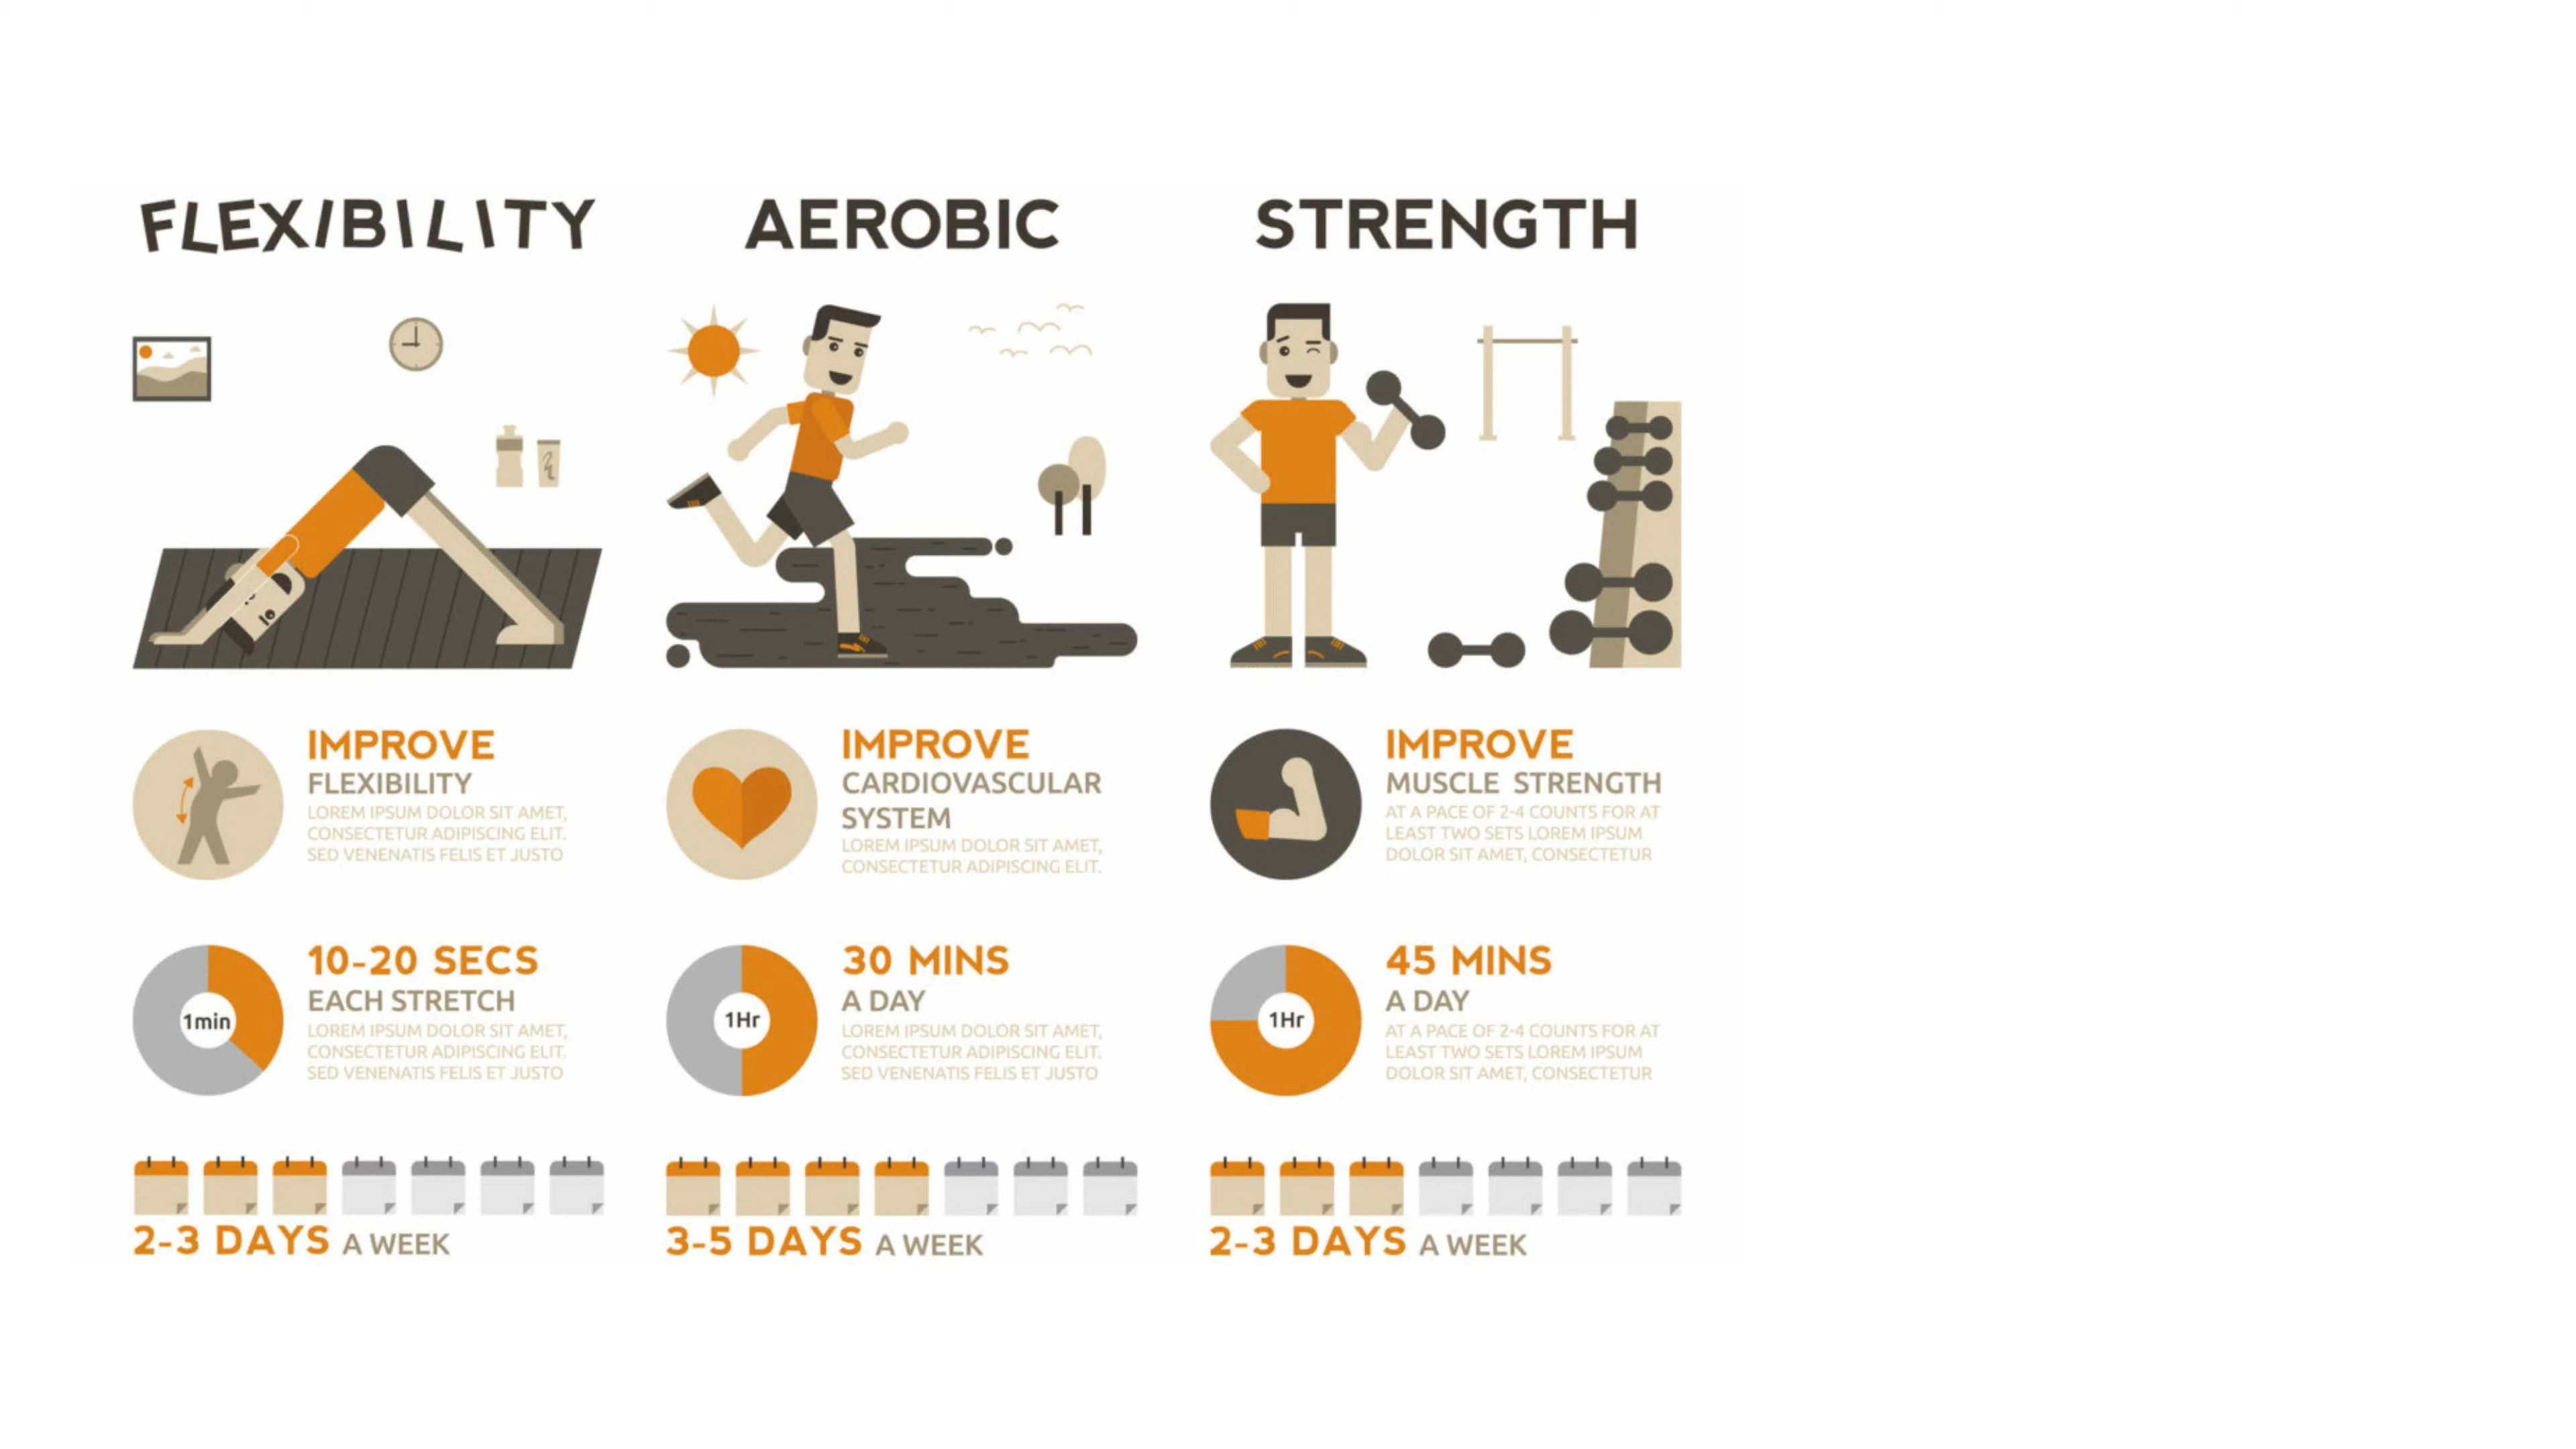 FLEXIBILITY
IMPROVE
FLEXIBILITY
LOREM IPSUM DOLOR SIT AMET,
CONSECTETUR ADIPISCING ELIT.
SED VENENATIS FELIS ET JUSTO
1min
10-20 SECS
EACH STRETCH
LOREM IPSUM DOLOR SIT AMET,
CONSECTETUR ADIPISCING ELIT.
SED VENENATIS FELIS ET JUSTO
2-3 DAYS A WEEK
AEROBIC
IMPROVE
CARDIOVASCULAR
SYSTEM
LOREM IPSUM DOLOR SIT AMET,
CONSECTETUR ADIPISCING ELIT.
1Hr
30 MINS
A DAY
LOREM IPSUM DOLOR SIT AMET,
CONSECTETUR ADIPISCING ELIT.
SED VENENATIS FELIS ET JUSTO
3-5 DAYS A WEEK
STRENGTH
IMPROVE
MUSCLE STRENGTH
AT A PACE OF 2-4 COUNTS FOR AT
LEAST TWO SETS LOREM IPSUM
DOLOR SIT AMET, CONSECTETUR
1Hr
45 MINS
A DAY
AT A PACE OF 2-4 COUNTS FOR AT
LEAST TWO SETS LOREM IPSUM
DOLOR SIT AMET, CONSECTETUR
2-3 DAYS A WEEK